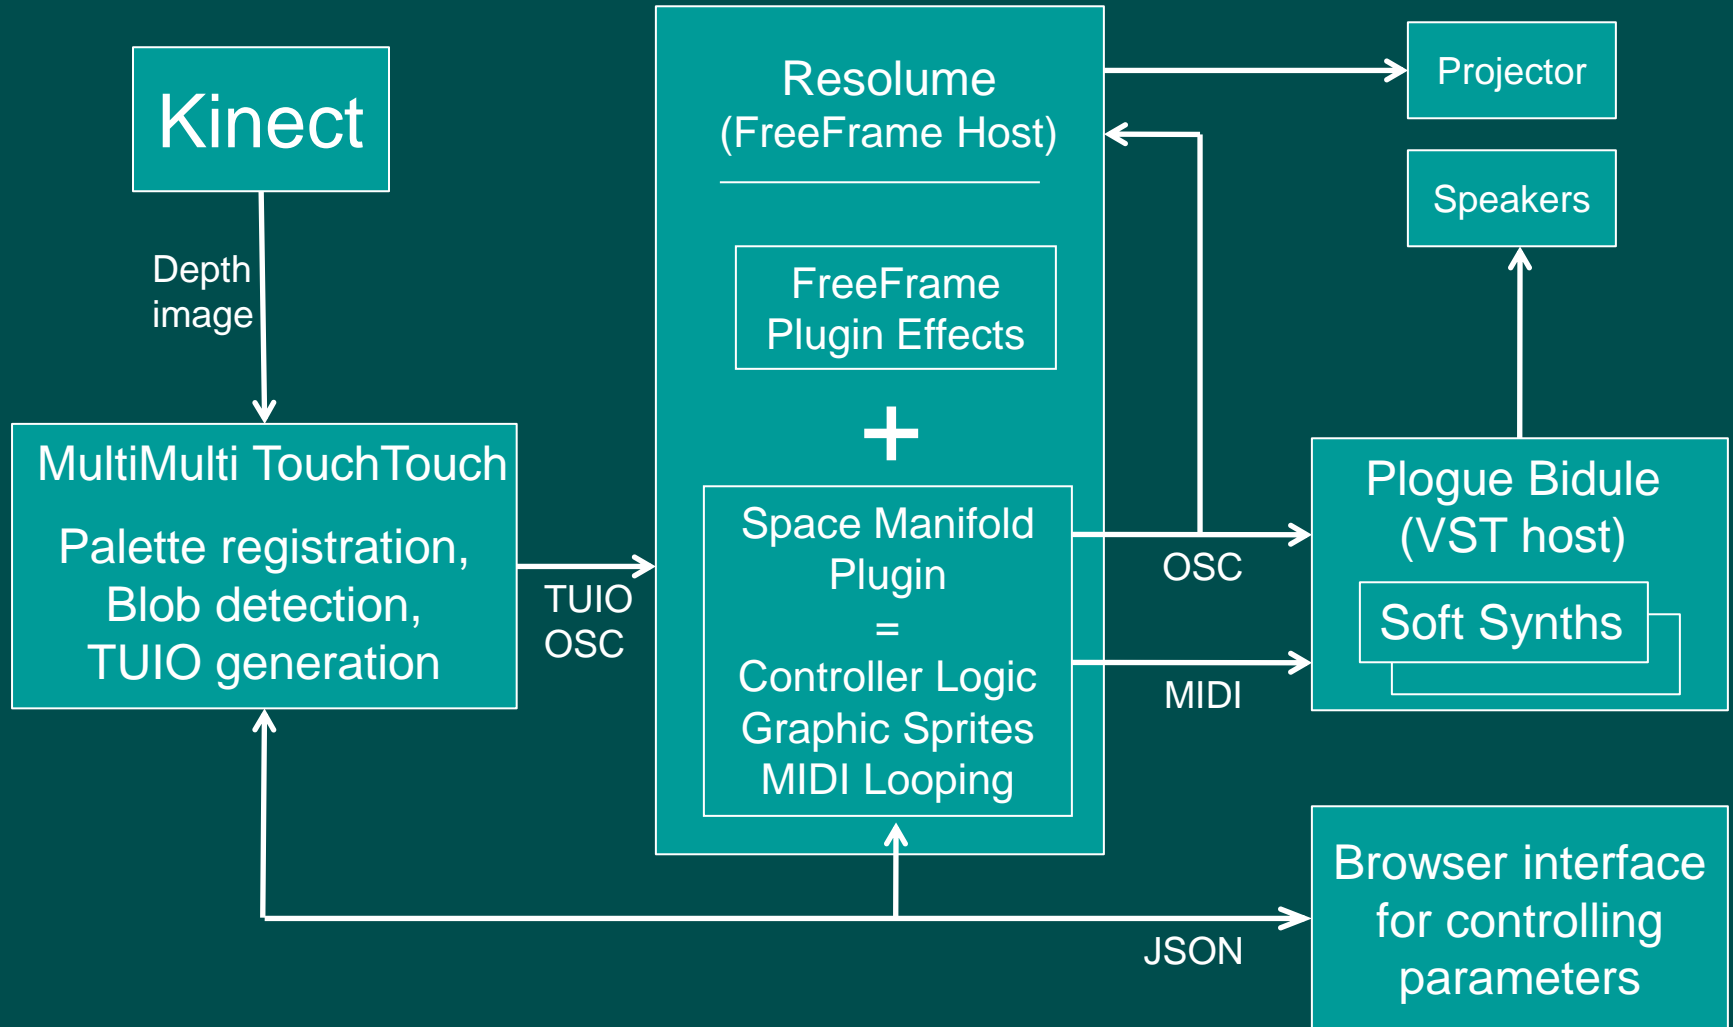 Kinect
Depth
image
MultiMulti TouchTouch
Palette registration,
Blob detection,
TUIO generation
TUIO
OSC
Resolume
(FreeFrame Host)
FreeFrame
Plugin Effects
+
Space Manifold
Plugin
=
Controller Logic
Graphic Sprites
MIDI Looping
OSC
MIDI
Projector
Speakers
Plogue Bidule
(VST host)
Soft Synths
JSON
Browser interface
for controlling
parameters